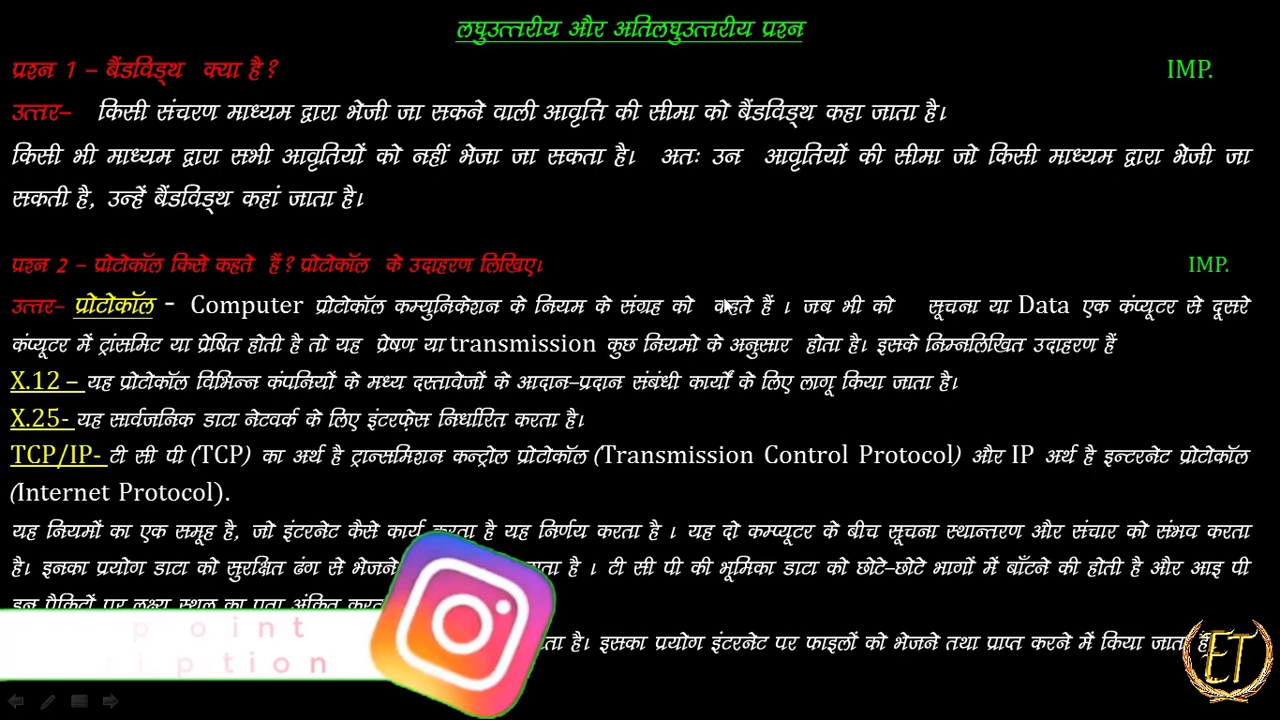 लघुउत्तरीय और अतिलघुउत्तरीय प्रश्न
प्रश्न 1 – बैंडविड्थ क्या है? IMP.
उत्तर– किसी संचरण माध्यम द्वारा भेजी जा सकने वाली आवृत्ति की सीमा को बैंडविड्थ कहा जाता है।
किसी भी माध्यम द्वारा सभी आवृतियों को नहीं भेजा जा सकता है। अतः उन आवृतियों की सीमा जो किसी माध्यम द्वारा भेजी जा
सकती है, उन्हें बैंडविड्थ कहां जाता है।
प्रश्न 2 – प्रोटोकॉल किसे कहते हैं? प्रोटोकॉल के उदाहरण लिखिए। IMP.
उत्तर– प्रोटोकॉल - Computer प्रोटोकॉल कम्युनिकेशन के नियम के संग्रह को कहते हैं । जब भी को सूचना या Data एक कंप्यूटर से दूसरे
कंप्यूटर में ट्रांसमिट या प्रेषित होती है तो यह प्रेषण या transmission कुछ नियमो के अनुसार होता है। इसके निम्नलिखित उदाहरण हैं
X.12 – यह प्रोटोकॉल विभिन्न कंपनियों के मध्य दस्तावेजों के आदान–प्रदान संबंधी कार्यों के लिए लागू किया जाता है।
X.25- यह सार्वजनिक डाटा नेटवर्क के लिए इंटरफ़ेस निर्धारित करता है।
TCP/IP- टी सी पी (TCP) का अर्थ है ट्रान्समिशन कन्ट्रोल प्रोटोकॉल (Transmission Control Protocol) और IP अर्थ है इन्टरनेट प्रोटोकॉल
(Internet Protocol).
यह नियमों का एक समूह है, जो इंटरनेट कैसे कार्य करता है यह निर्णय करता है । यह दो कम्प्यूटर के बीच सूचना स्थान्तरण और संचार को संभव करता
है। इनका प्रयोग डाटा को सुरक्षित ढंग से भेजने है । टी सी पी की भूमिका डाटा को छोटे–छोटे भागों में बाँटने की होती है और आइ पी
इन पैकिटों पर लक्ष्य स्थल का पता अंकित
है। इसका प्रयोग इंटरनेट पर फाइलों को भेजने तथा प्राप्त करने में किया जाता है।
point
iption
ET